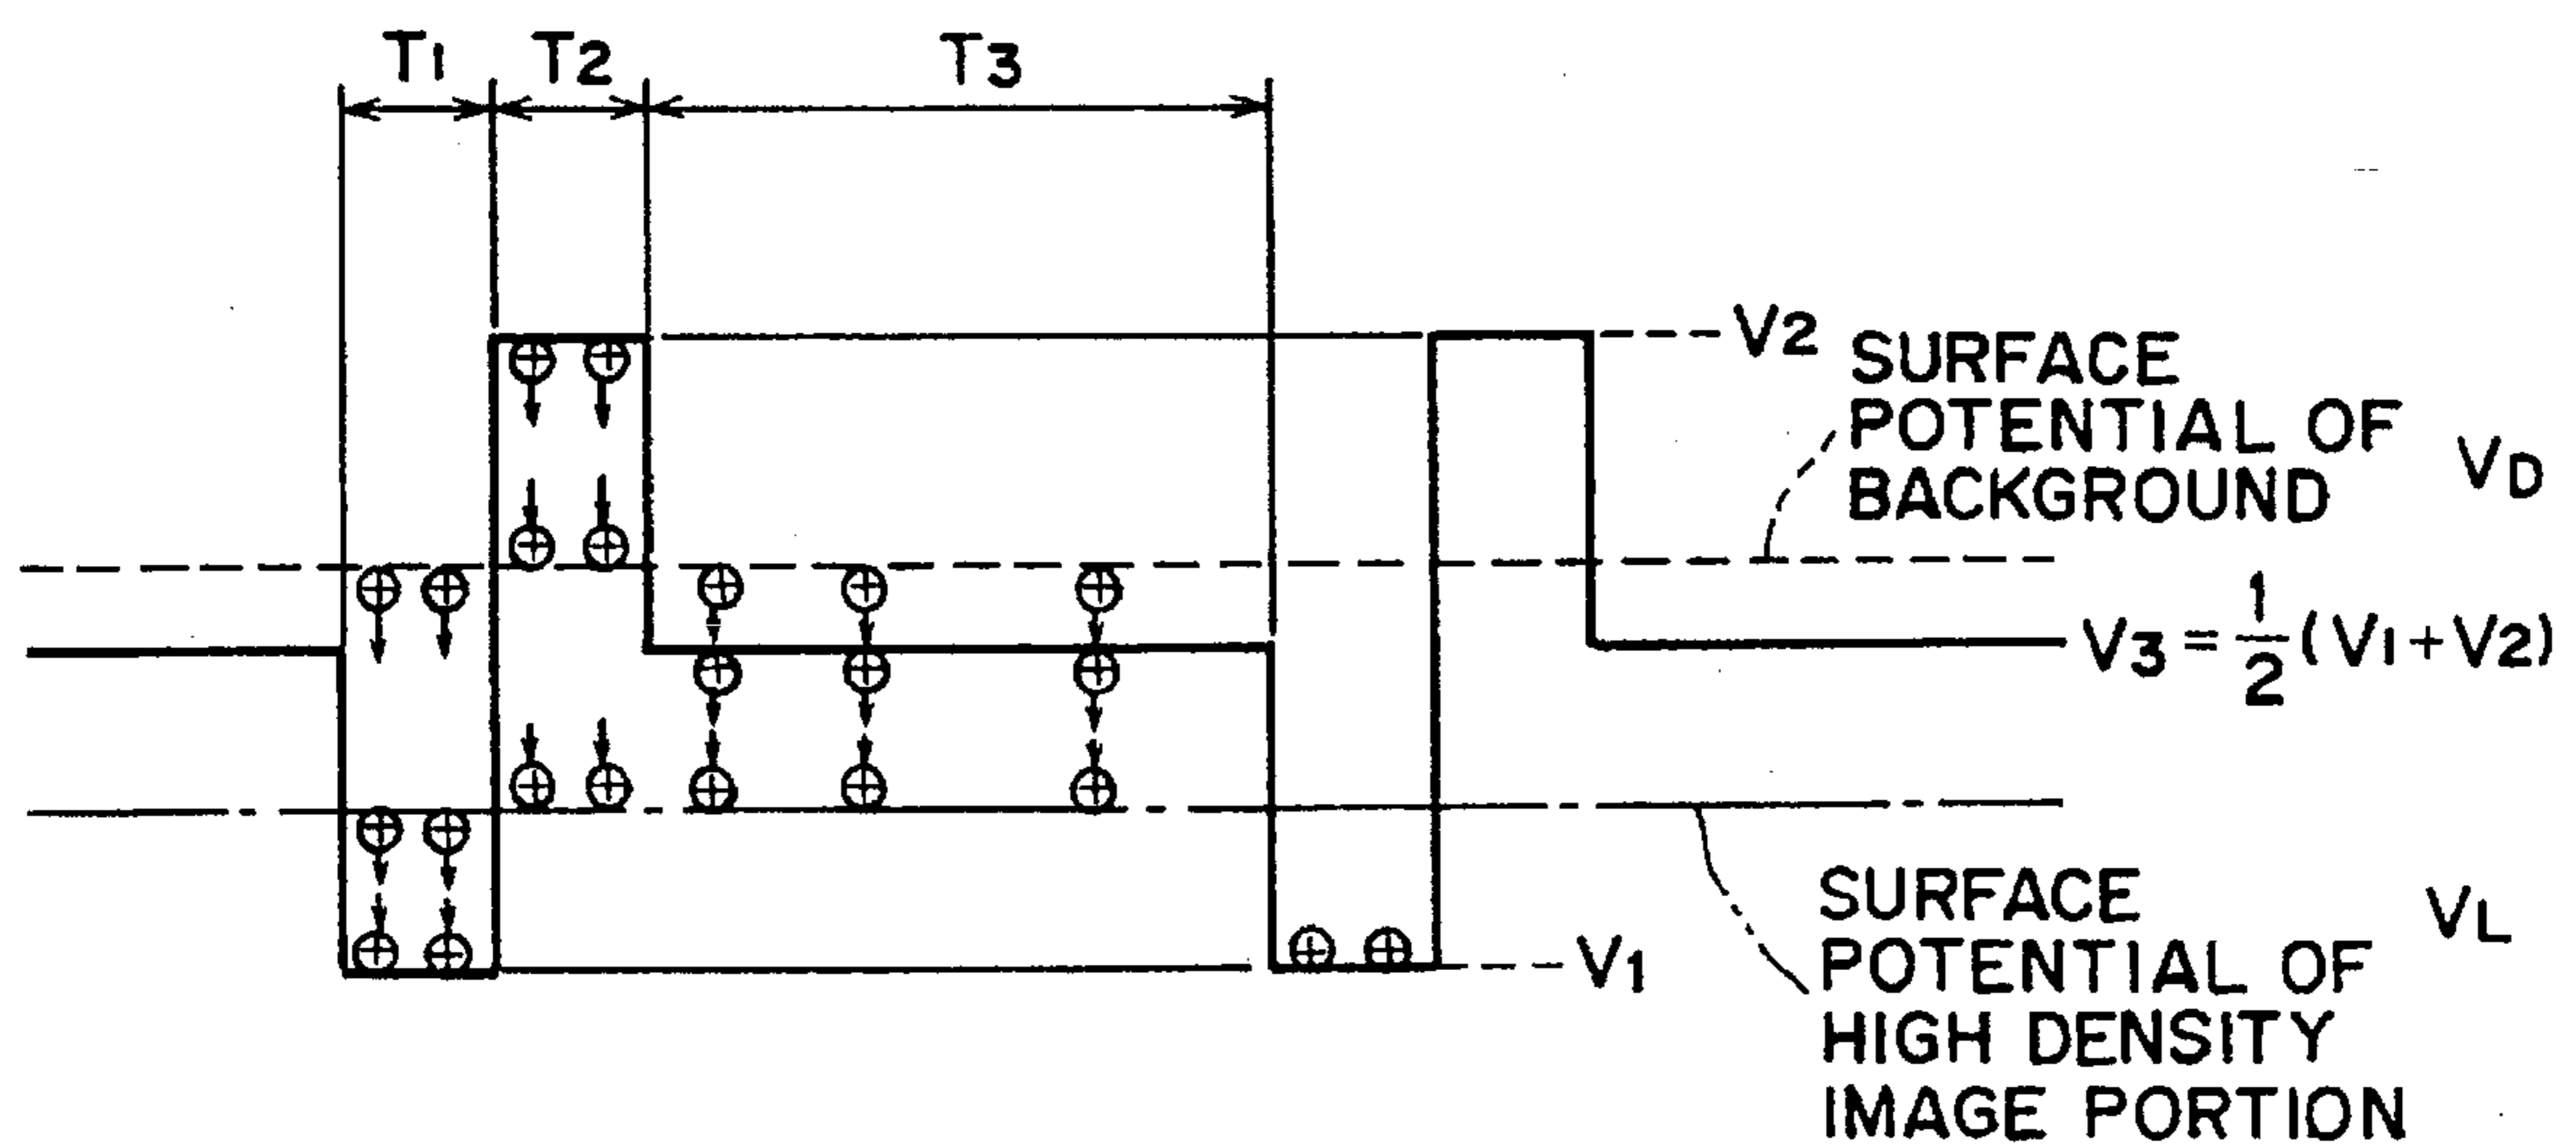 T1 T2 T3
V2
SURFACE
POTENTIAL OF
BACKGROUND
VD
V3 = 1/2 (V1+V2)
V1
SURFACE
POTENTIAL OF
HIGH DENSITY
IMAGE PORTION
VL